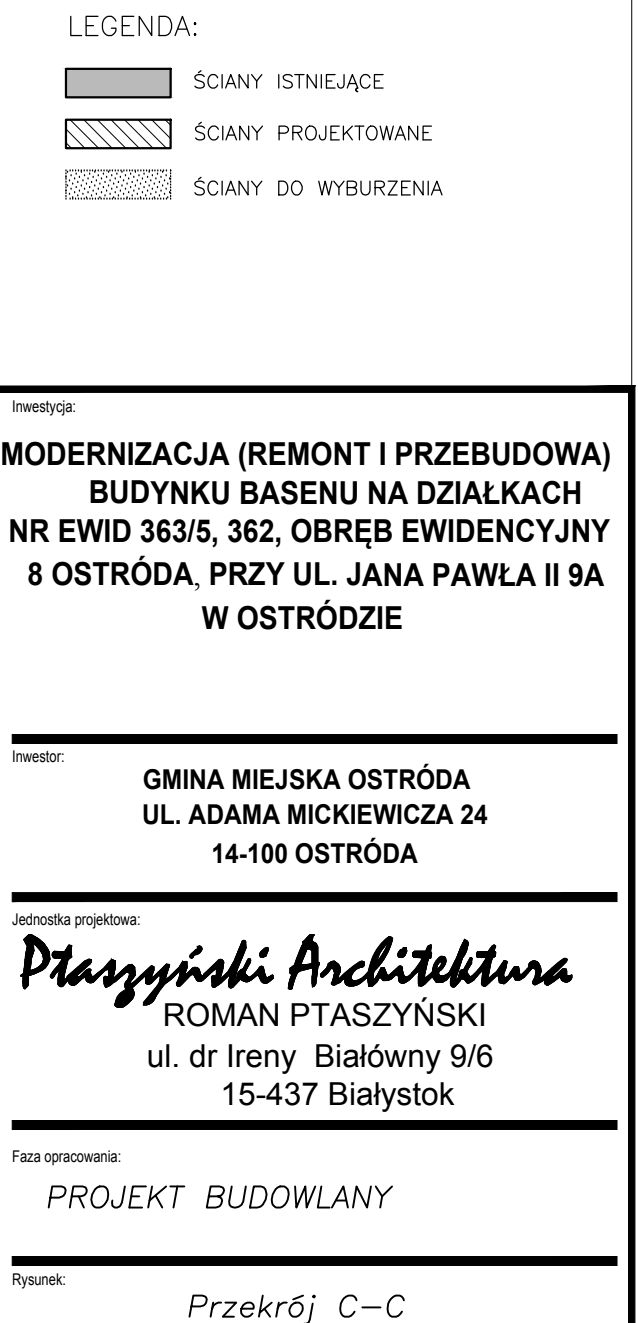 LEGENDA:
ŚCIANY ISTNIEJĄCE
ŚCIANY PROJEKTOWANE
ŚCIANY DO WYBURZENIA
Inwestycja:
MODERNIZACJA (REMONT I PRZEBUDOWA)
BUDYNKU BASENU NA DZIAŁKACH
NR EWID 363/5, 362, OBRĘB EWIDENCYJNY
8 OSTRÓDA, PRZY UL. JANA PAWŁA II 9A
W OSTRÓDZIE
Inwestor:
GMINA MIEJSKA OSTRÓDA
UL. ADAMA MICKIEWICZA 24
14-100 OSTRÓDA
Jednostka projektowa:
Ptaszyński Architektura
ROMAN PTASZYŃSKI
ul. dr Ireny Białówny 9/6
15-437 Białystok
Faza opracowania:
PROJEKT BUDOWLANY
Rysunek:
Przekrój C-C